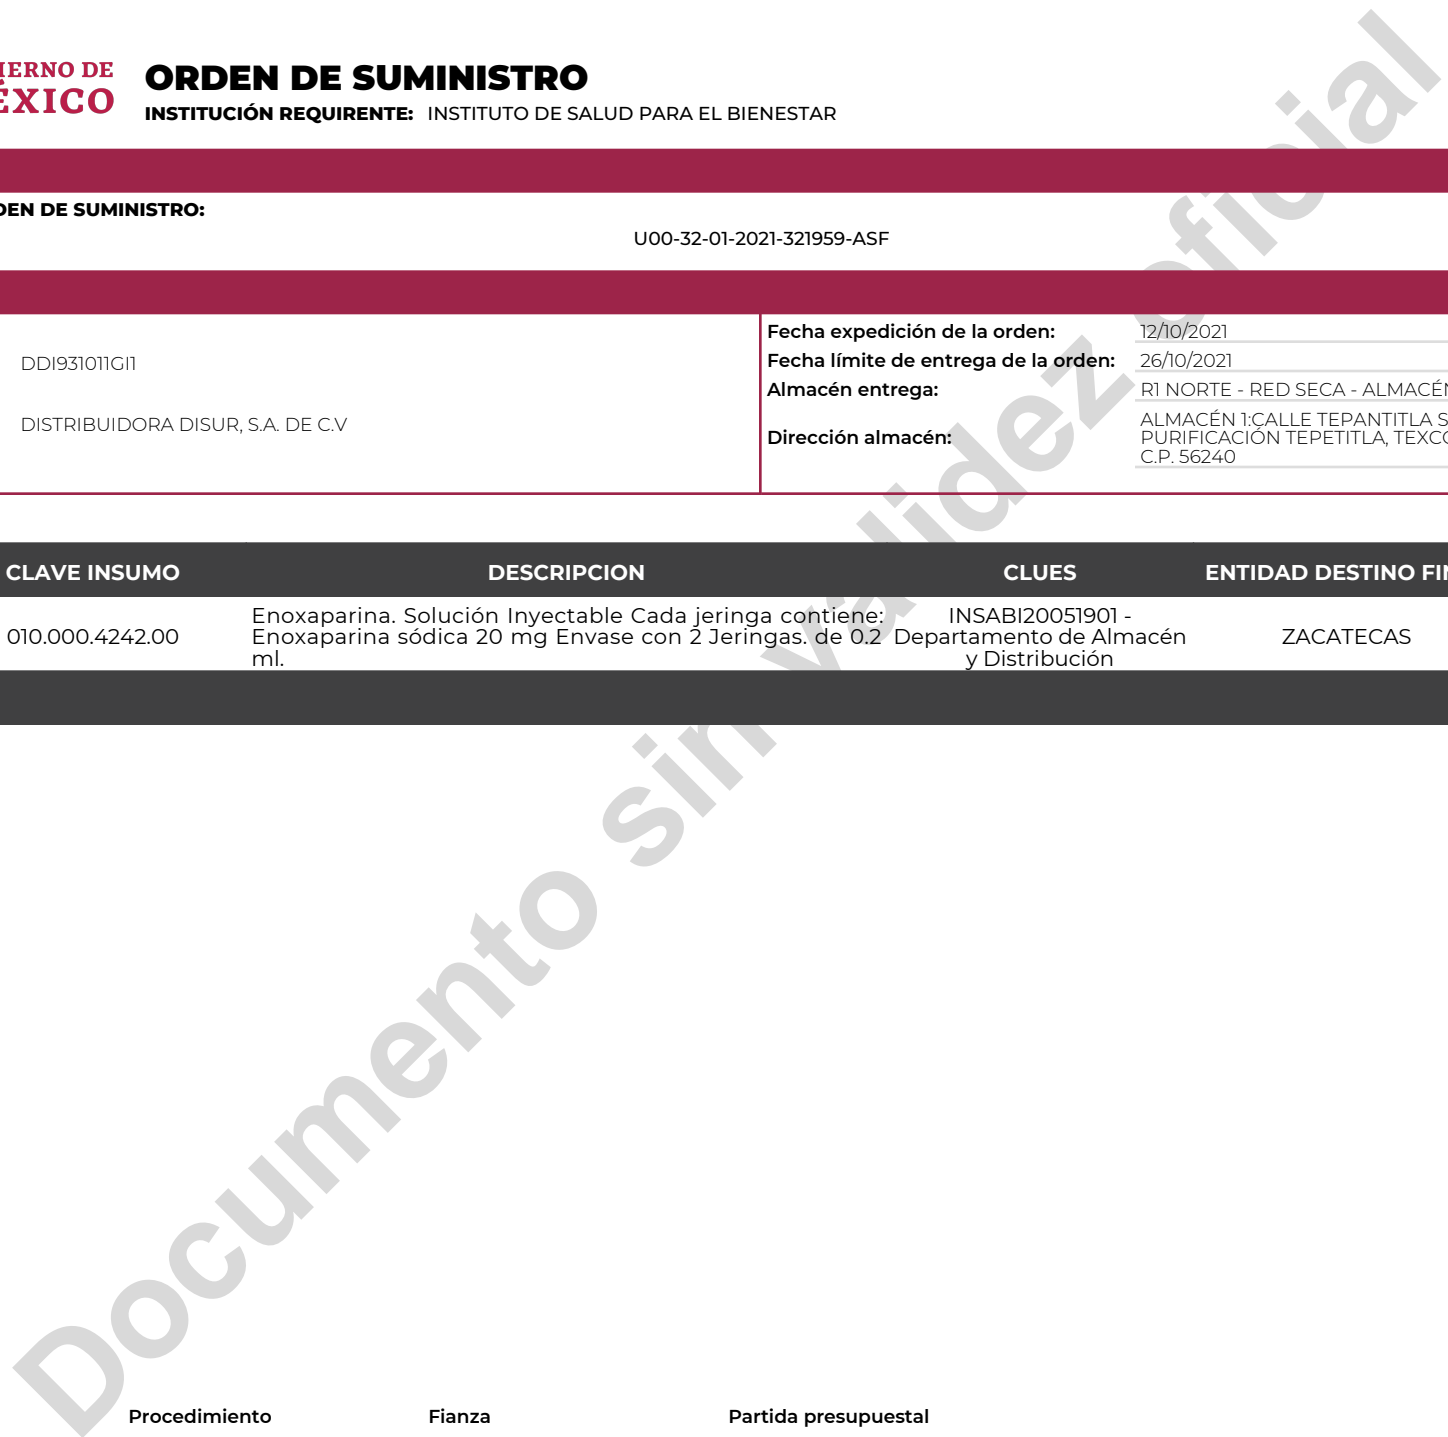 IERNO DE
ÉXICO
ORDEN DE SUMINISTRO
INSTITUCIÓN REQUIRENTE: INSTITUTO DE SALUD PARA EL BIENESTAR
DEN DE SUMINISTRO:
U00-32-01-2021-321959-ASF
DDI931011GI1
DISTRIBUIDORA DISUR, S.A. DE C.V
Fecha expedición de la orden: 12/10/2021
Fecha límite de entrega de la orden: 26/10/2021
Almacén entrega: R1 NORTE - RED SECA - ALMACÉN
Dirección almacén: ALMACÉN 1:CALLE TEPANTITLA S
PURIFICACIÓN TEPETITLA, TEXCO
C.P. 56240
CLAVE INSUMO DESCRIPCION CLUES ENTIDAD DESTINO FIN
010.000.4242.00
Enoxaparina. Solución Inyectable Cada jeringa contiene:
Enoxaparina sódica 20 mg Envase con 2 Jeringas. de 0.2
ml.
INSABI20051901 -
Departamento de Almacén
y Distribución
ZACATECAS
Documento sin validez oficial
Procedimiento Fianza Partida presupuestal